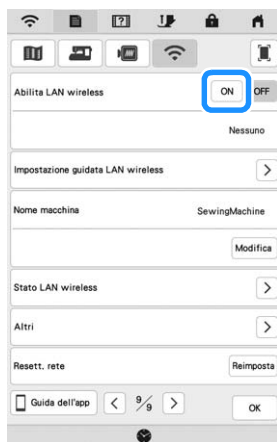 Abilita LAN wireless ON OFF
Nessuno
Impostazione guidata LAN wireless
Nome macchina SewingMachine
Modifica
Stato LAN wireless
Altri
Resett. rete Reimposta
Guida dell'app 9/9 OK